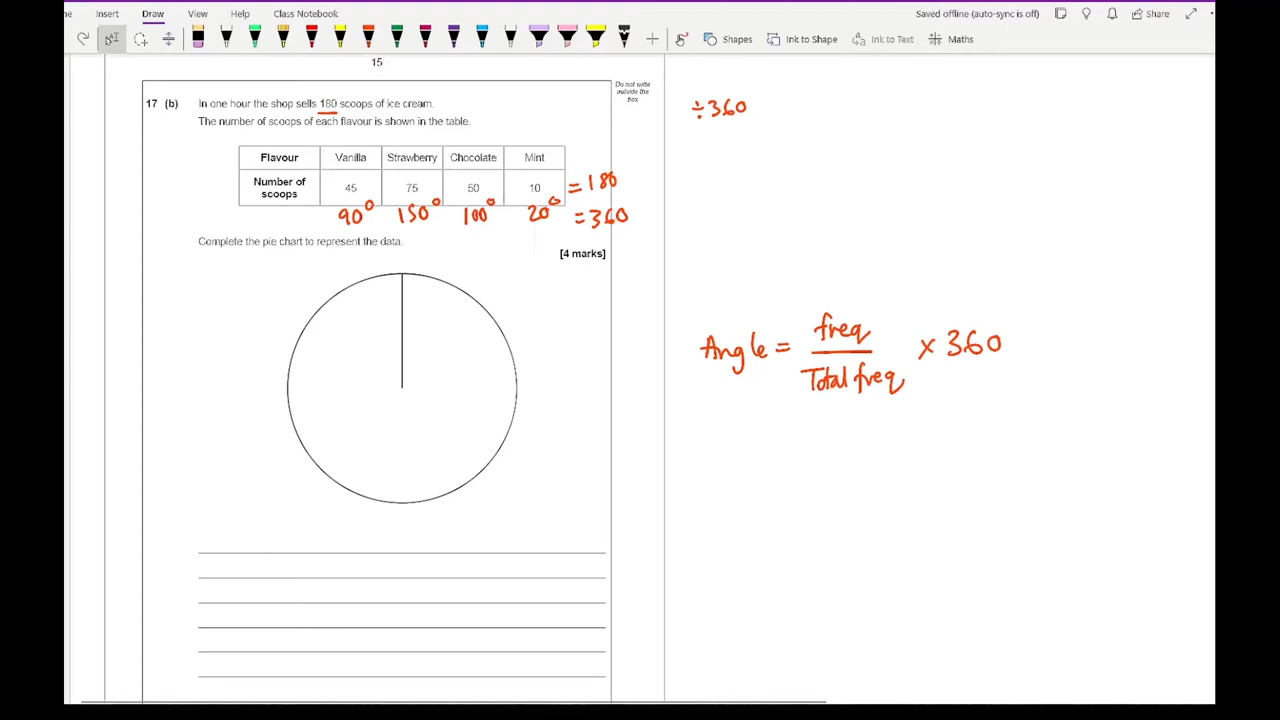 me Insert Draw View Help Class Notebook Saved offline (auto-sync is off) Share
Shapes Ink to Shape Ink to Text Maths
15
Do not write
outside the
box
17 (b) In one hour the shop sells 180 scoops of ice cream.
The number of scoops of each flavour is shown in the table.
÷360
Flavour Vanilla Strawberry Chocolate Mint
Number of scoops 45 75 50 10 = 180
90° 150° 100° 20° = 360
Complete the pie chart to represent the data.
[4 marks]
Angle = freq / Total freq × 360